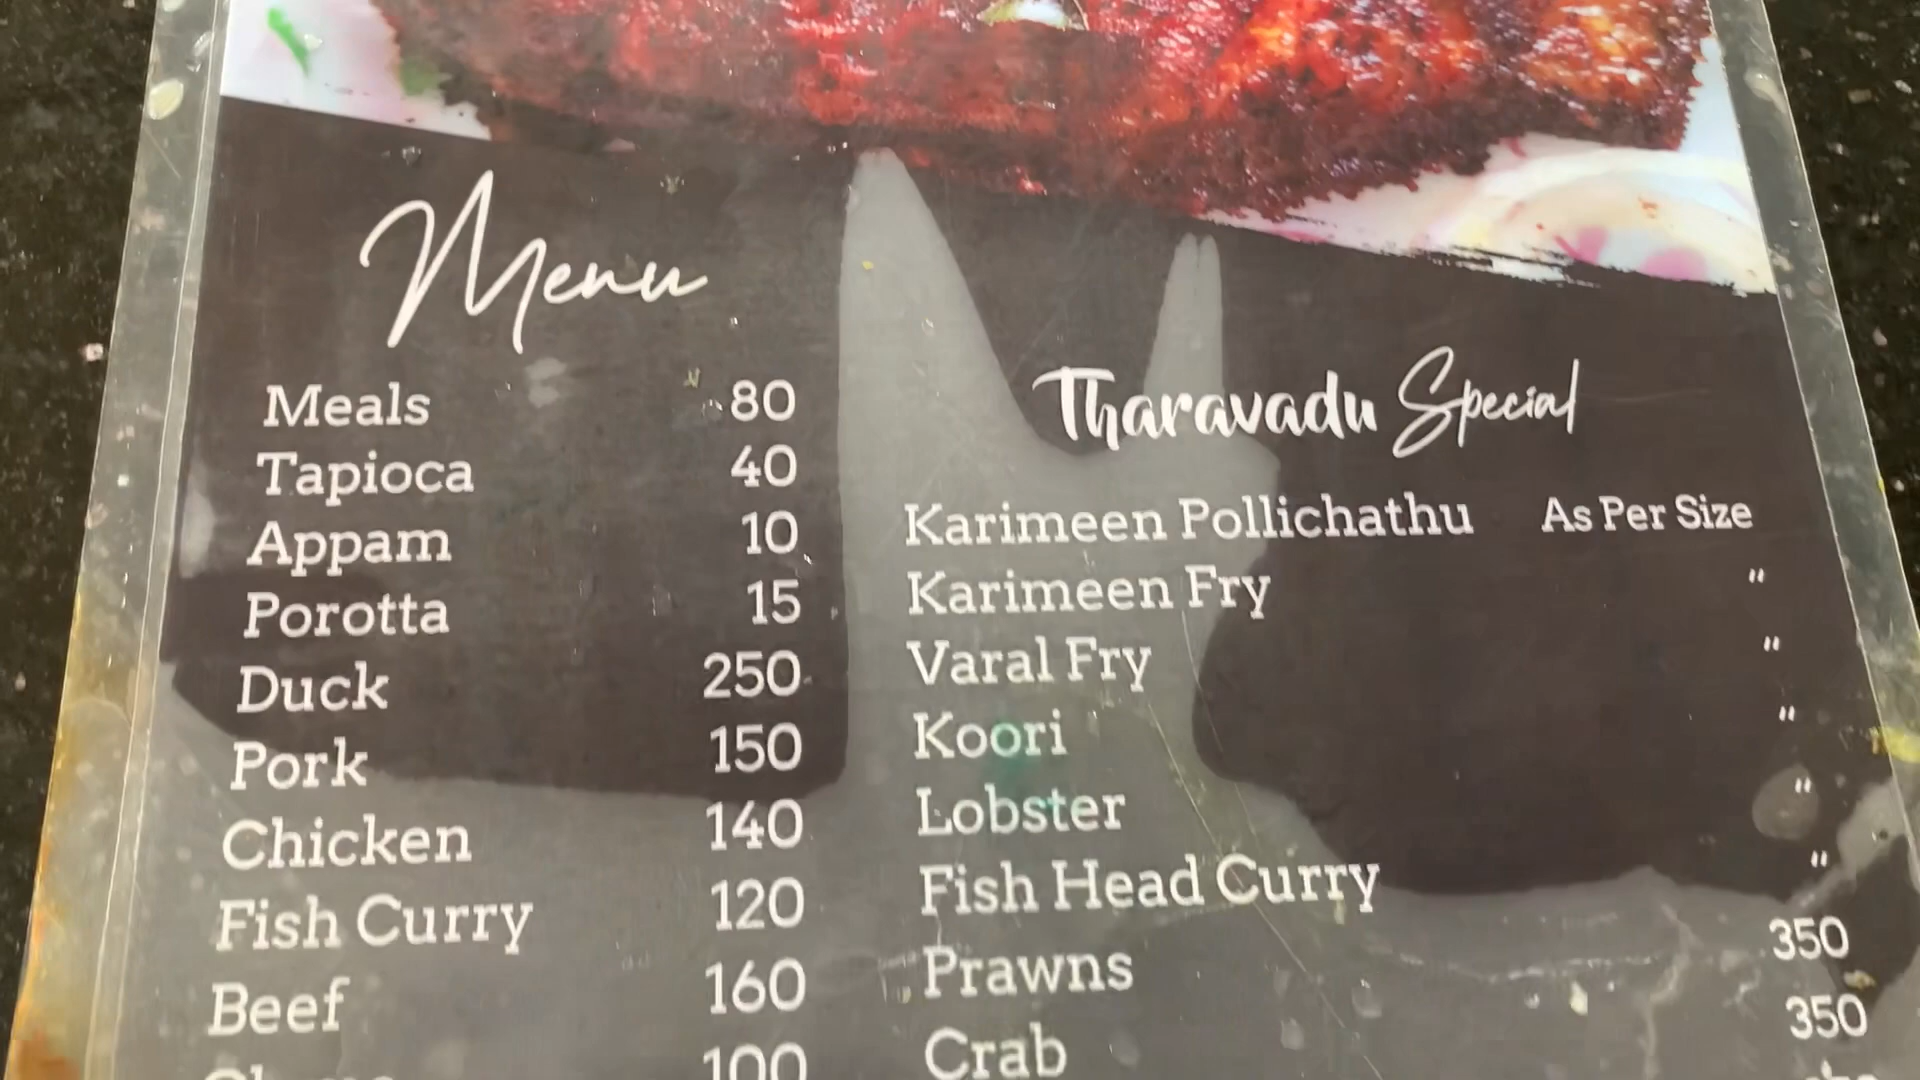 Menu
Meals 80
Tapioca 40
Appam 10
Porotta 15
Duck 250
Pork 150
Chicken 140
Fish Curry 120
Beef 160
100
Tharavadu Special
Karimeen Pollichathu As Per Size
Karimeen Fry "
Varal Fry "
Koori "
Lobster "
Fish Head Curry "
Prawns 350
Crab 350